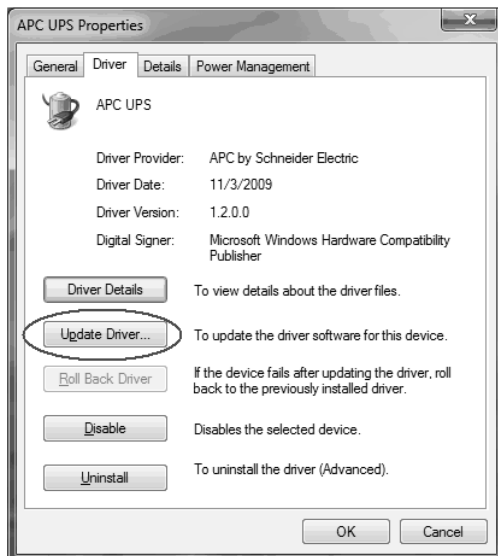 APC UPS Properties
General Driver Details Power Management
APC UPS
Driver Provider: APC by Schneider Electric
Driver Date: 11/3/2009
Driver Version: 1.2.0.0
Digital Signer: Microsoft Windows Hardware Compatibility
Publisher
Driver Details To view details about the driver files.
Update Driver... To update the driver software for this device.
Roll Back Driver If the device fails after updating the driver, roll
back to the previously installed driver.
Disable Disables the selected device.
Uninstall To uninstall the driver (Advanced).
OK Cancel